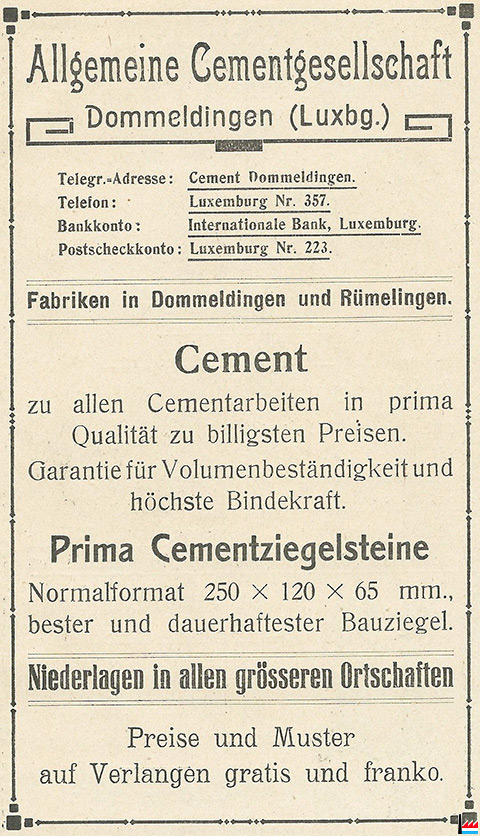 Allgemeine Cementgesellschaft
Dommeldingen (Luxbg.)
Telegr.=Adresse: Cement Dommeldingen.
Telefon: Luxemburg Nr. 357.
Bankkonto: Internationale Bank, Luxemburg.
Postscheckkonto: Luxemburg Nr. 223.
Fabriken in Dommeldingen und Rümelingen.
Cement
zu allen Cementarbeiten in prima
Qualität zu billigsten Preisen.
Garantie für Volumenbeständigkeit und
höchste Bindekraft.
Prima Cementziegelsteine
Normalformat 250 × 120 × 65 mm.,
bester und dauerhaftester Bauziegel.
Niederlagen in allen grösseren Ortschaften
Preise und Muster
auf Verlangen gratis und franko.